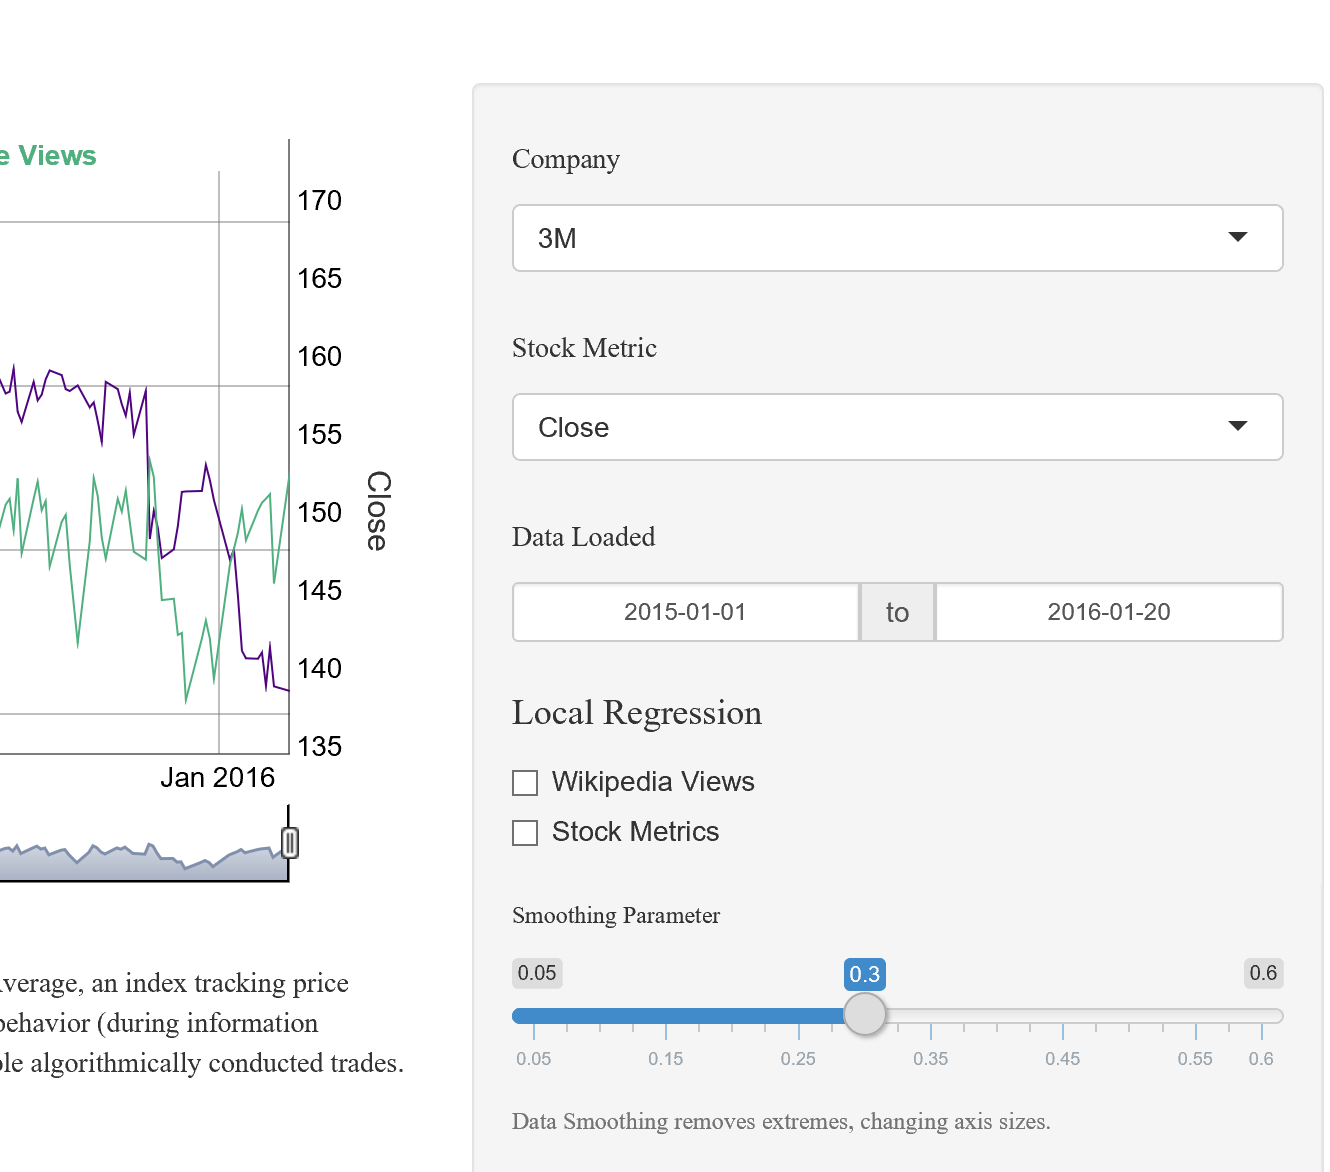 e Views
170
165
160
155
150
145
140
135
Close
Jan 2016
verage, an index tracking price
behavior (during information
le algorithmically conducted trades.
Company
3M
Stock Metric
Close
Data Loaded
2015-01-01 to 2016-01-20
Local Regression
Wikipedia Views
Stock Metrics
Smoothing Parameter
0.05 0.3 0.6
0.05 0.15 0.25 0.35 0.45 0.55 0.6
Data Smoothing removes extremes, changing axis sizes.